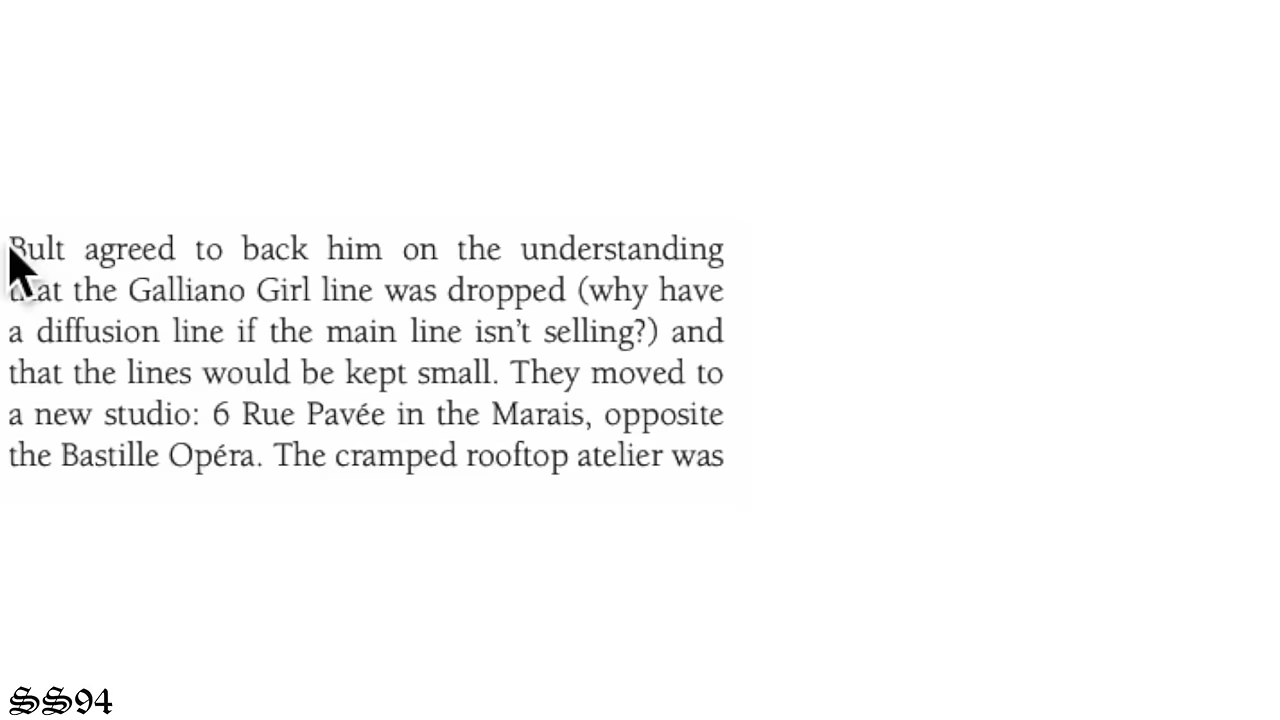 Bult agreed to back him on the understanding
that the Galliano Girl line was dropped (why have
a diffusion line if the main line isn't selling?) and
that the lines would be kept small. They moved to
a new studio: 6 Rue Pavée in the Marais, opposite
the Bastille Opéra. The cramped rooftop atelier was
SS94